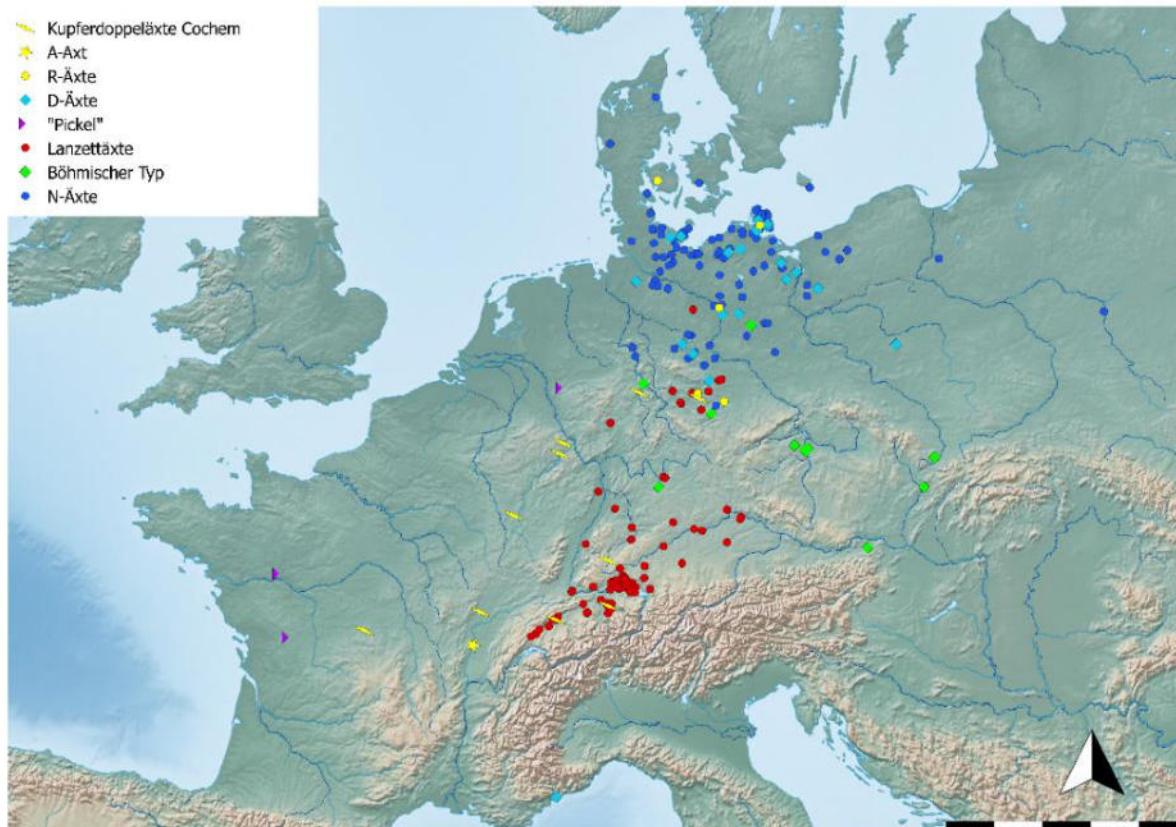 Kupferdoppeläxte Cochem
A-Axt
R-Äxte
D-Äxte
"Pickel"
Lanzettäxte
Böhmischer Typ
N-Äxte